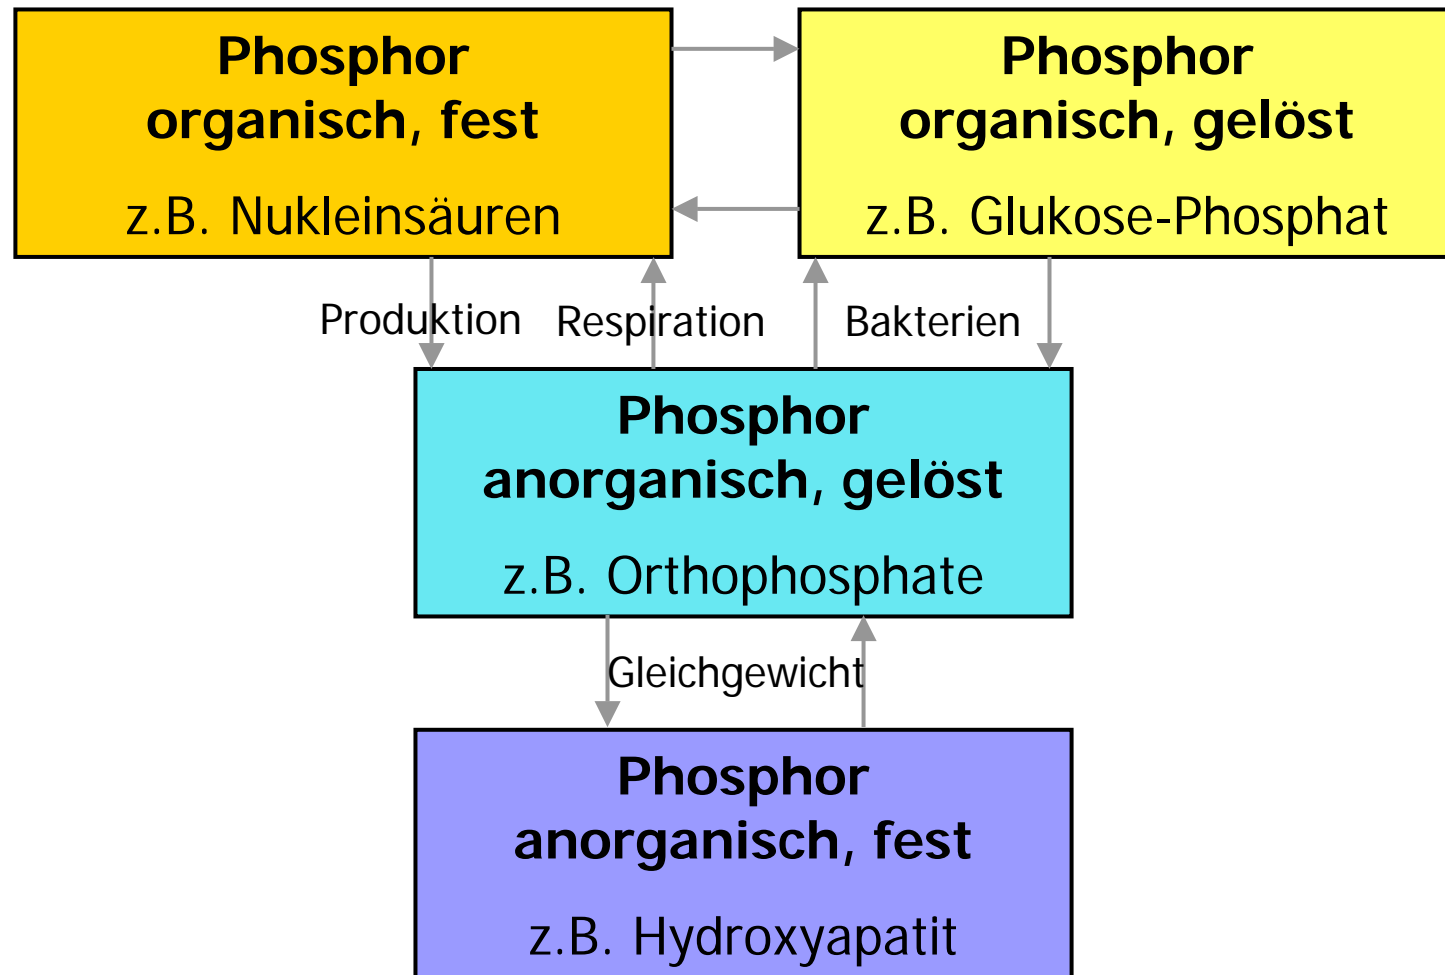 Phosphor
organisch, fest
z.B. Nukleinsäuren
Phosphor
organisch, gelöst
z.B. Glukose-Phosphat
Produktion
Respiration
Bakterien
Phosphor
anorganisch, gelöst
z.B. Orthophosphate
Gleichgewicht
Phosphor
anorganisch, fest
z.B. Hydroxyapatit